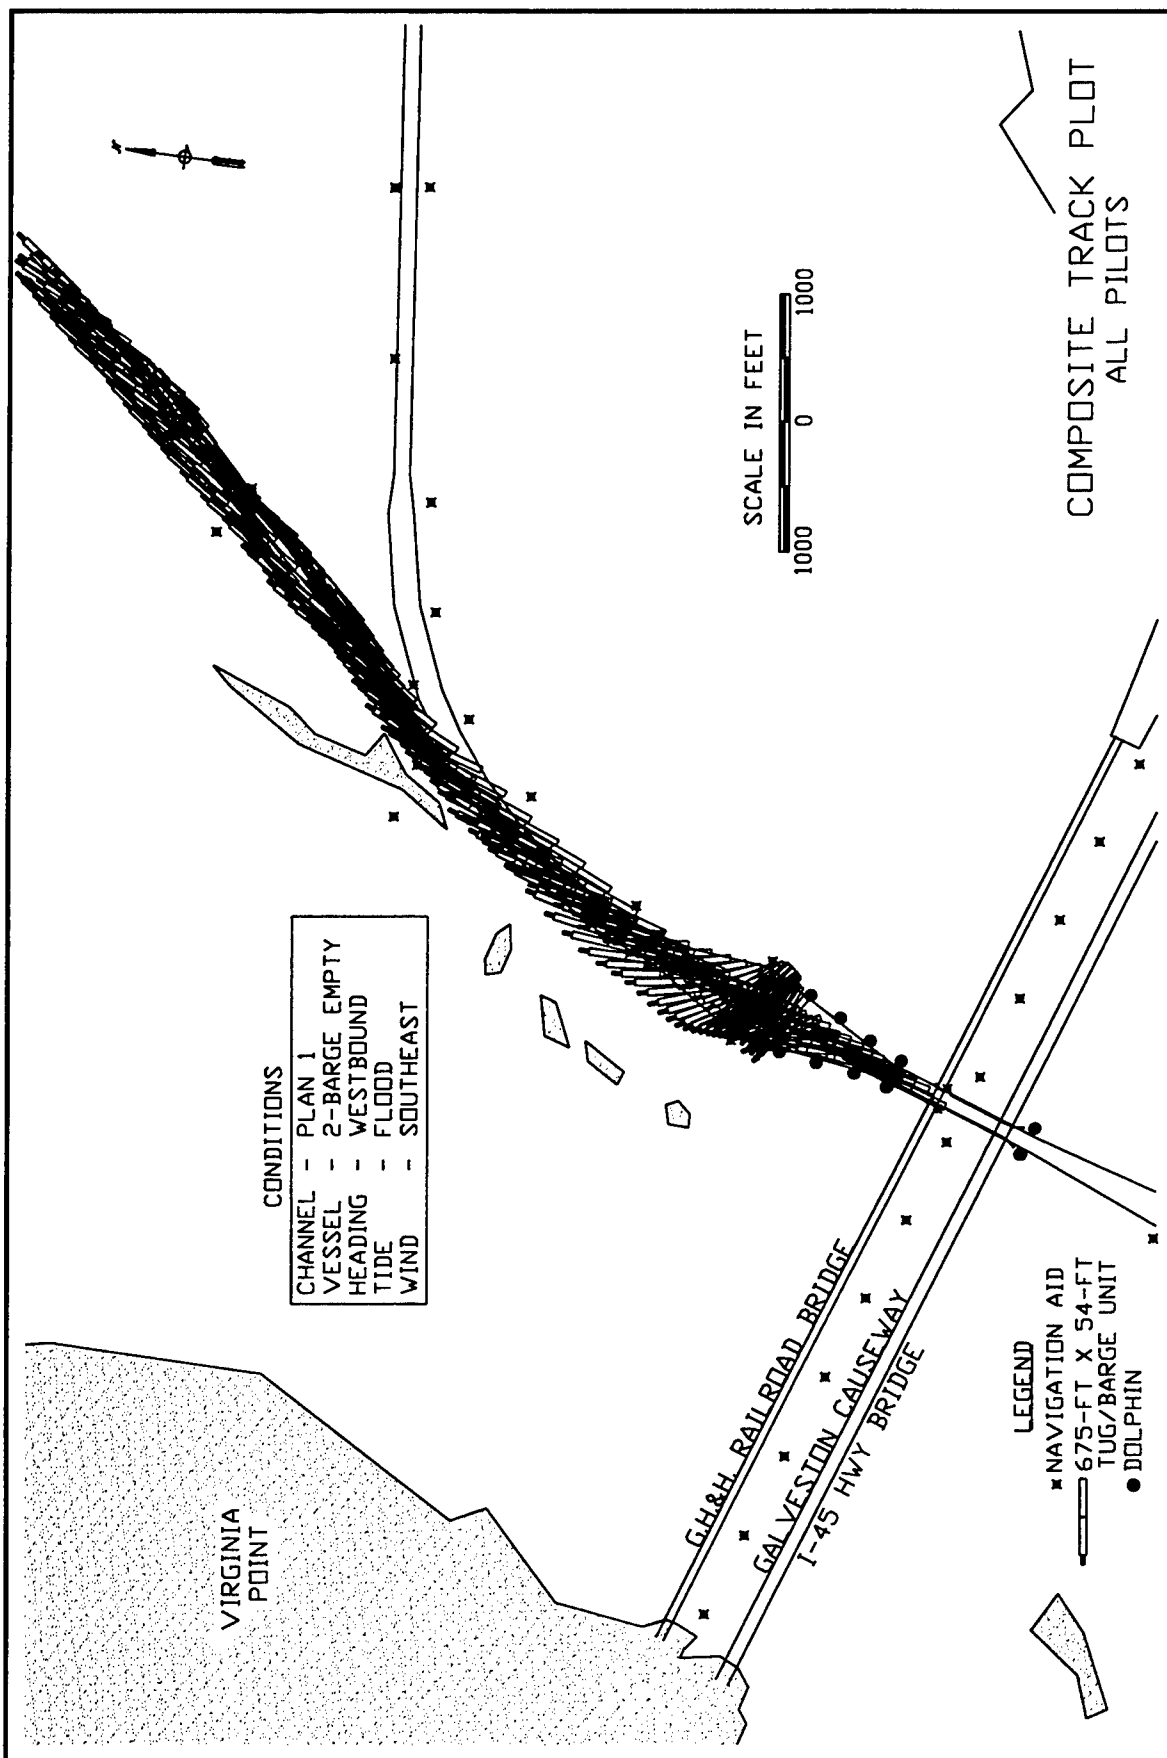 CONDITIONS
CHANNEL - PLAN 1
VESSEL - 2-BARGE EMPTY
HEADING - WESTBOUND
TIDE - FLOOD
WIND - SOUTHEAST
VIRGINIA
POINT
SCALE IN FEET
1000 0 1000
G.H.&H. RAILROAD BRIDGE
GALVESTON CAUSEWAY
I-45 HWY BRIDGE
LEGEND
NAVIGATION AID
675-FT X 54-FT
TUG/BARGE UNIT
DOLPHIN
COMPOSITE TRACK PLOT
ALL PILOTS
N